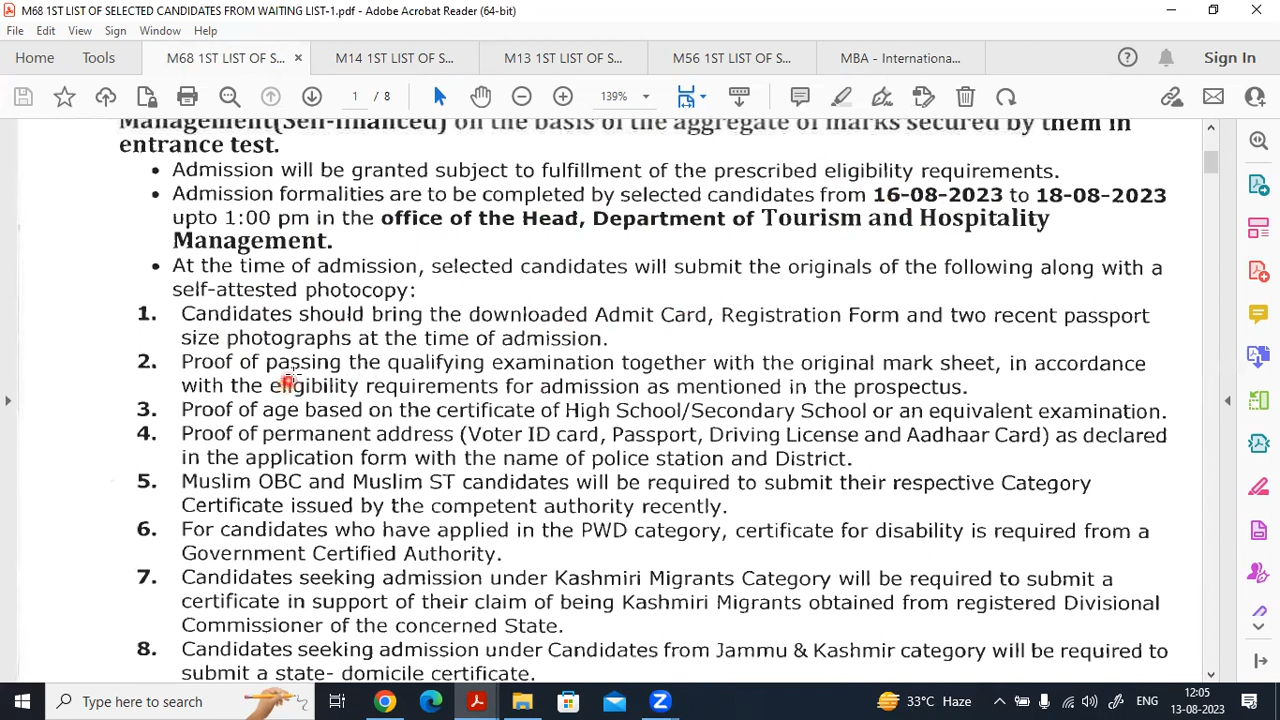 M68 1ST LIST OF SELECTED CANDIDATES FROM WAITING LIST-1.pdf - Adobe Acrobat Reader (64-bit)
File Edit View Sign Window Help
Home Tools M68 1ST LIST OF S... × M14 1ST LIST OF S... M13 1ST LIST OF S... M56 1ST LIST OF S... MBA - Internationa... Sign In
1 / 8 139%
Management(Self-financed) on the basis of the aggregate of marks secured by them in
entrance test.
• Admission will be granted subject to fulfillment of the prescribed eligibility requirements.
• Admission formalities are to be completed by selected candidates from 16-08-2023 to 18-08-2023
upto 1:00 pm in the office of the Head, Department of Tourism and Hospitality
Management.
• At the time of admission, selected candidates will submit the originals of the following along with a
self-attested photocopy:
1. Candidates should bring the downloaded Admit Card, Registration Form and two recent passport
size photographs at the time of admission.
2. Proof of passing the qualifying examination together with the original mark sheet, in accordance
with the eligibility requirements for admission as mentioned in the prospectus.
3. Proof of age based on the certificate of High School/Secondary School or an equivalent examination.
4. Proof of permanent address (Voter ID card, Passport, Driving License and Aadhaar Card) as declared
in the application form with the name of police station and District.
5. Muslim OBC and Muslim ST candidates will be required to submit their respective Category
Certificate issued by the competent authority recently.
6. For candidates who have applied in the PWD category, certificate for disability is required from a
Government Certified Authority.
7. Candidates seeking admission under Kashmiri Migrants Category will be required to submit a
certificate in support of their claim of being Kashmiri Migrants obtained from registered Divisional
Commissioner of the concerned State.
8. Candidates seeking admission under Candidates from Jammu & Kashmir category will be required to
submit a state- domicile certificate.
Type here to search 33°C Haze ENG 12:05
13-08-2023